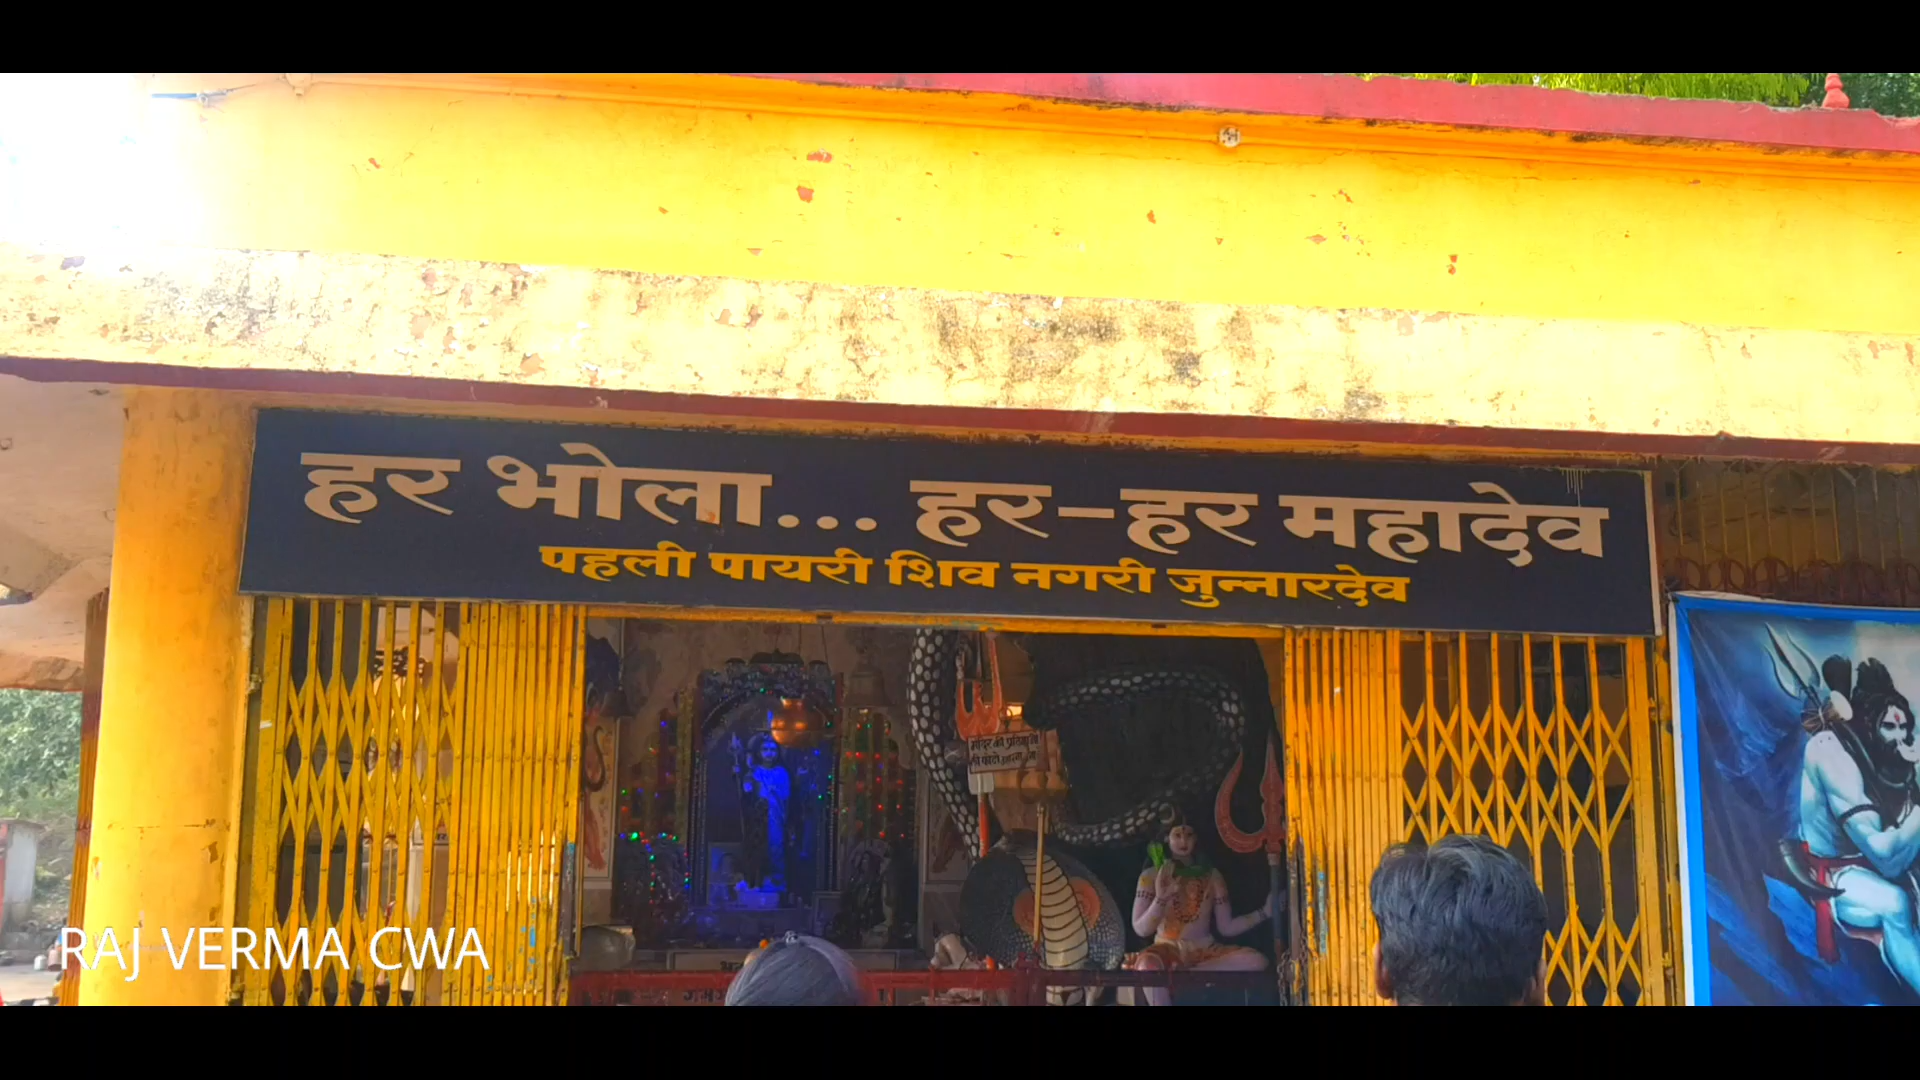 हर भोला... हर-हर महादेव
पहली पायरी शिव नगरी जुन्नारदेव
मंदिर की
RAJ VERMA CWA